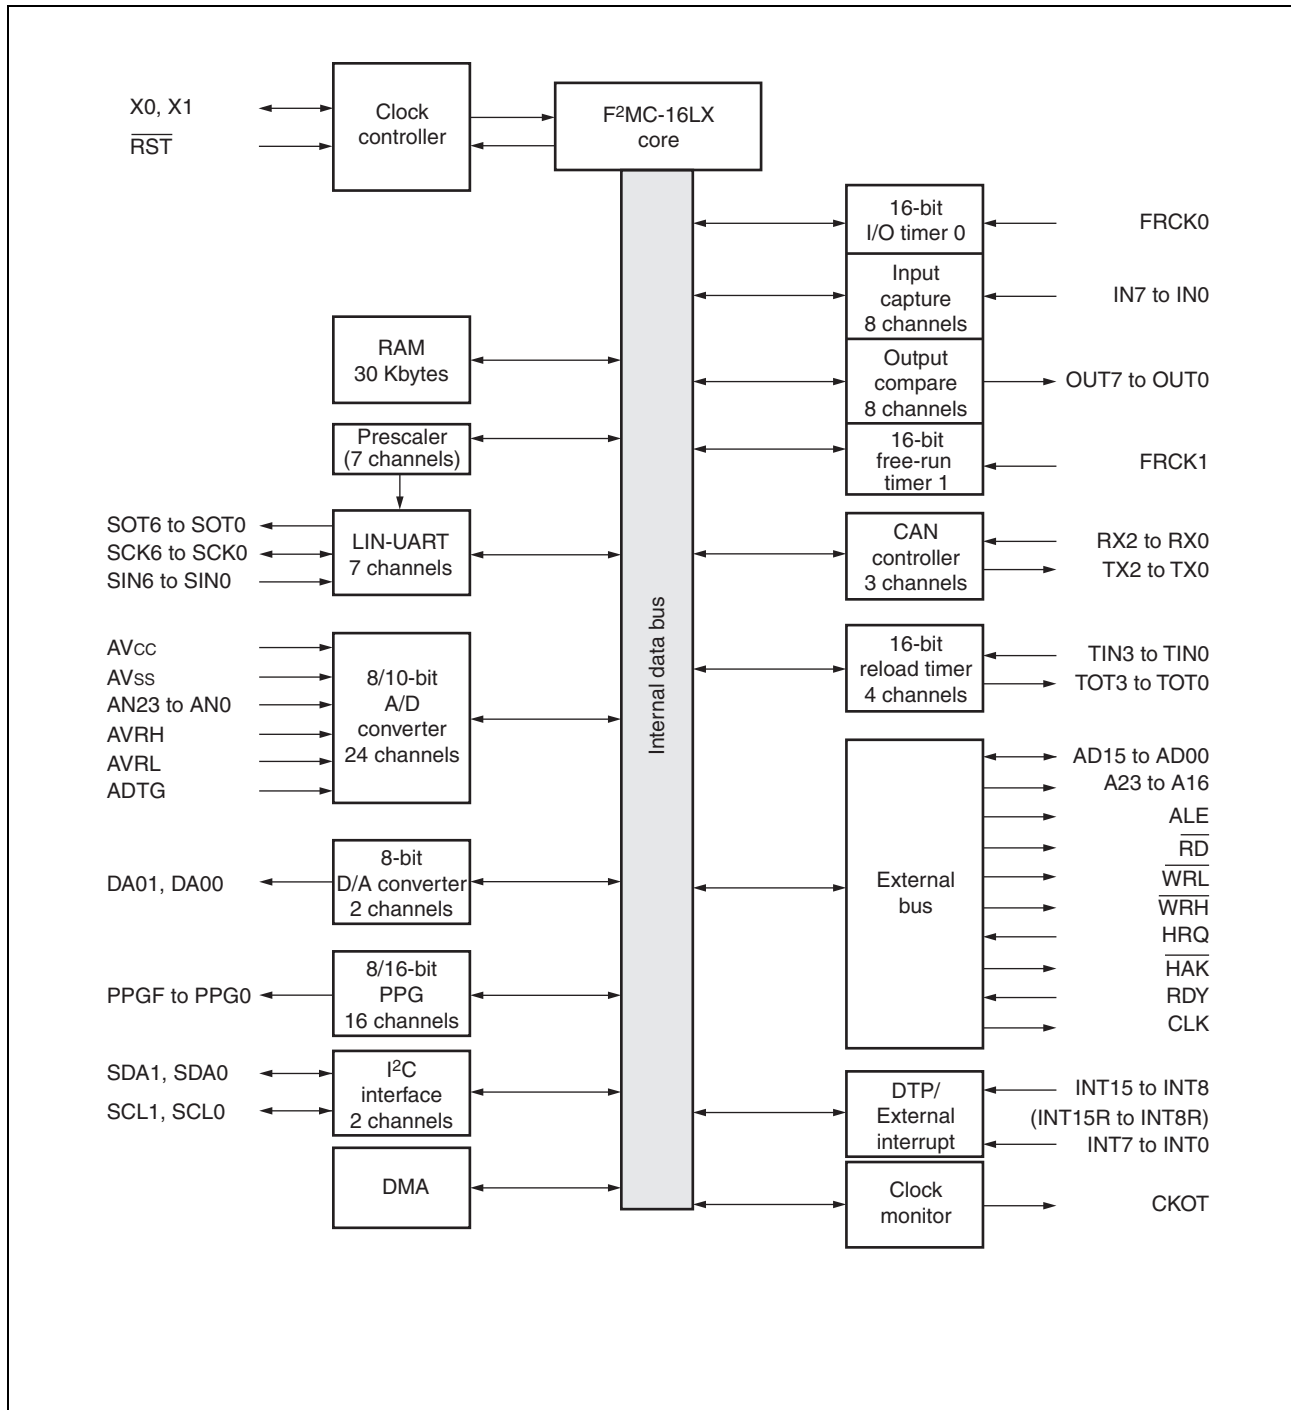 X0, X1
RST
Clock
controller
F²MC-16LX
core
RAM
30 Kbytes
Prescaler
(7 channels)
SOT6 to SOT0
SCK6 to SCK0
SIN6 to SIN0
LIN-UART
7 channels
AVCC
AVSS
AN23 to AN0
AVRH
AVRL
ADTG
8/10-bit
A/D
converter
24 channels
DA01, DA00
8-bit
D/A converter
2 channels
PPGF to PPG0
8/16-bit
PPG
16 channels
SDA1, SDA0
SCL1, SCL0
I²C
interface
2 channels
DMA
Internal data bus
16-bit
I/O timer 0
FRCK0
Input
capture
8 channels
IN7 to IN0
Output
compare
8 channels
OUT7 to OUT0
16-bit
free-run
timer 1
FRCK1
CAN
controller
3 channels
RX2 to RX0
TX2 to TX0
16-bit
reload timer
4 channels
TIN3 to TIN0
TOT3 to TOT0
External
bus
AD15 to AD00
A23 to A16
ALE
RD
WRL
WRH
HRQ
HAK
RDY
CLK
DTP/
External
interrupt
INT15 to INT8
(INT15R to INT8R)
INT7 to INT0
Clock
monitor
CKOT